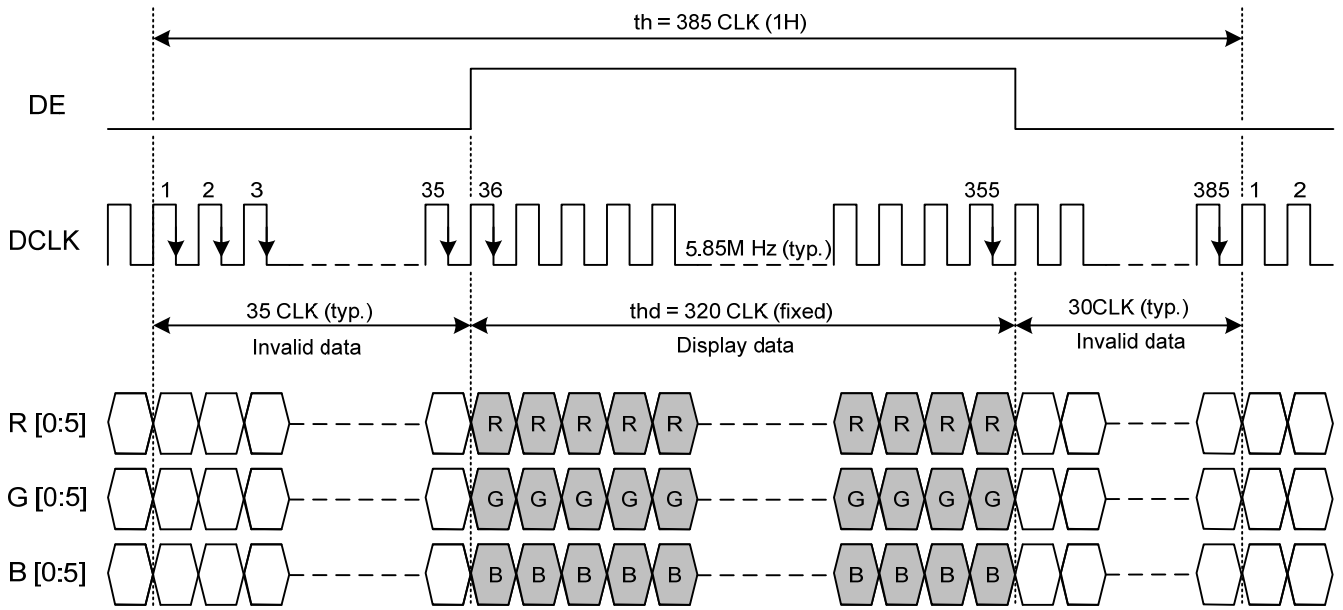 th = 385 CLK (1H)
DE
1 2 3 35 36 355 385 1 2
DCLK
5.85M Hz (typ.)
35 CLK (typ.) thd = 320 CLK (fixed) 30CLK (typ.)
Invalid data Display data Invalid data
R [0:5] R R R R R R R R R
G [0:5] G G G G G G G G G
B [0:5] B B B B B B B B B